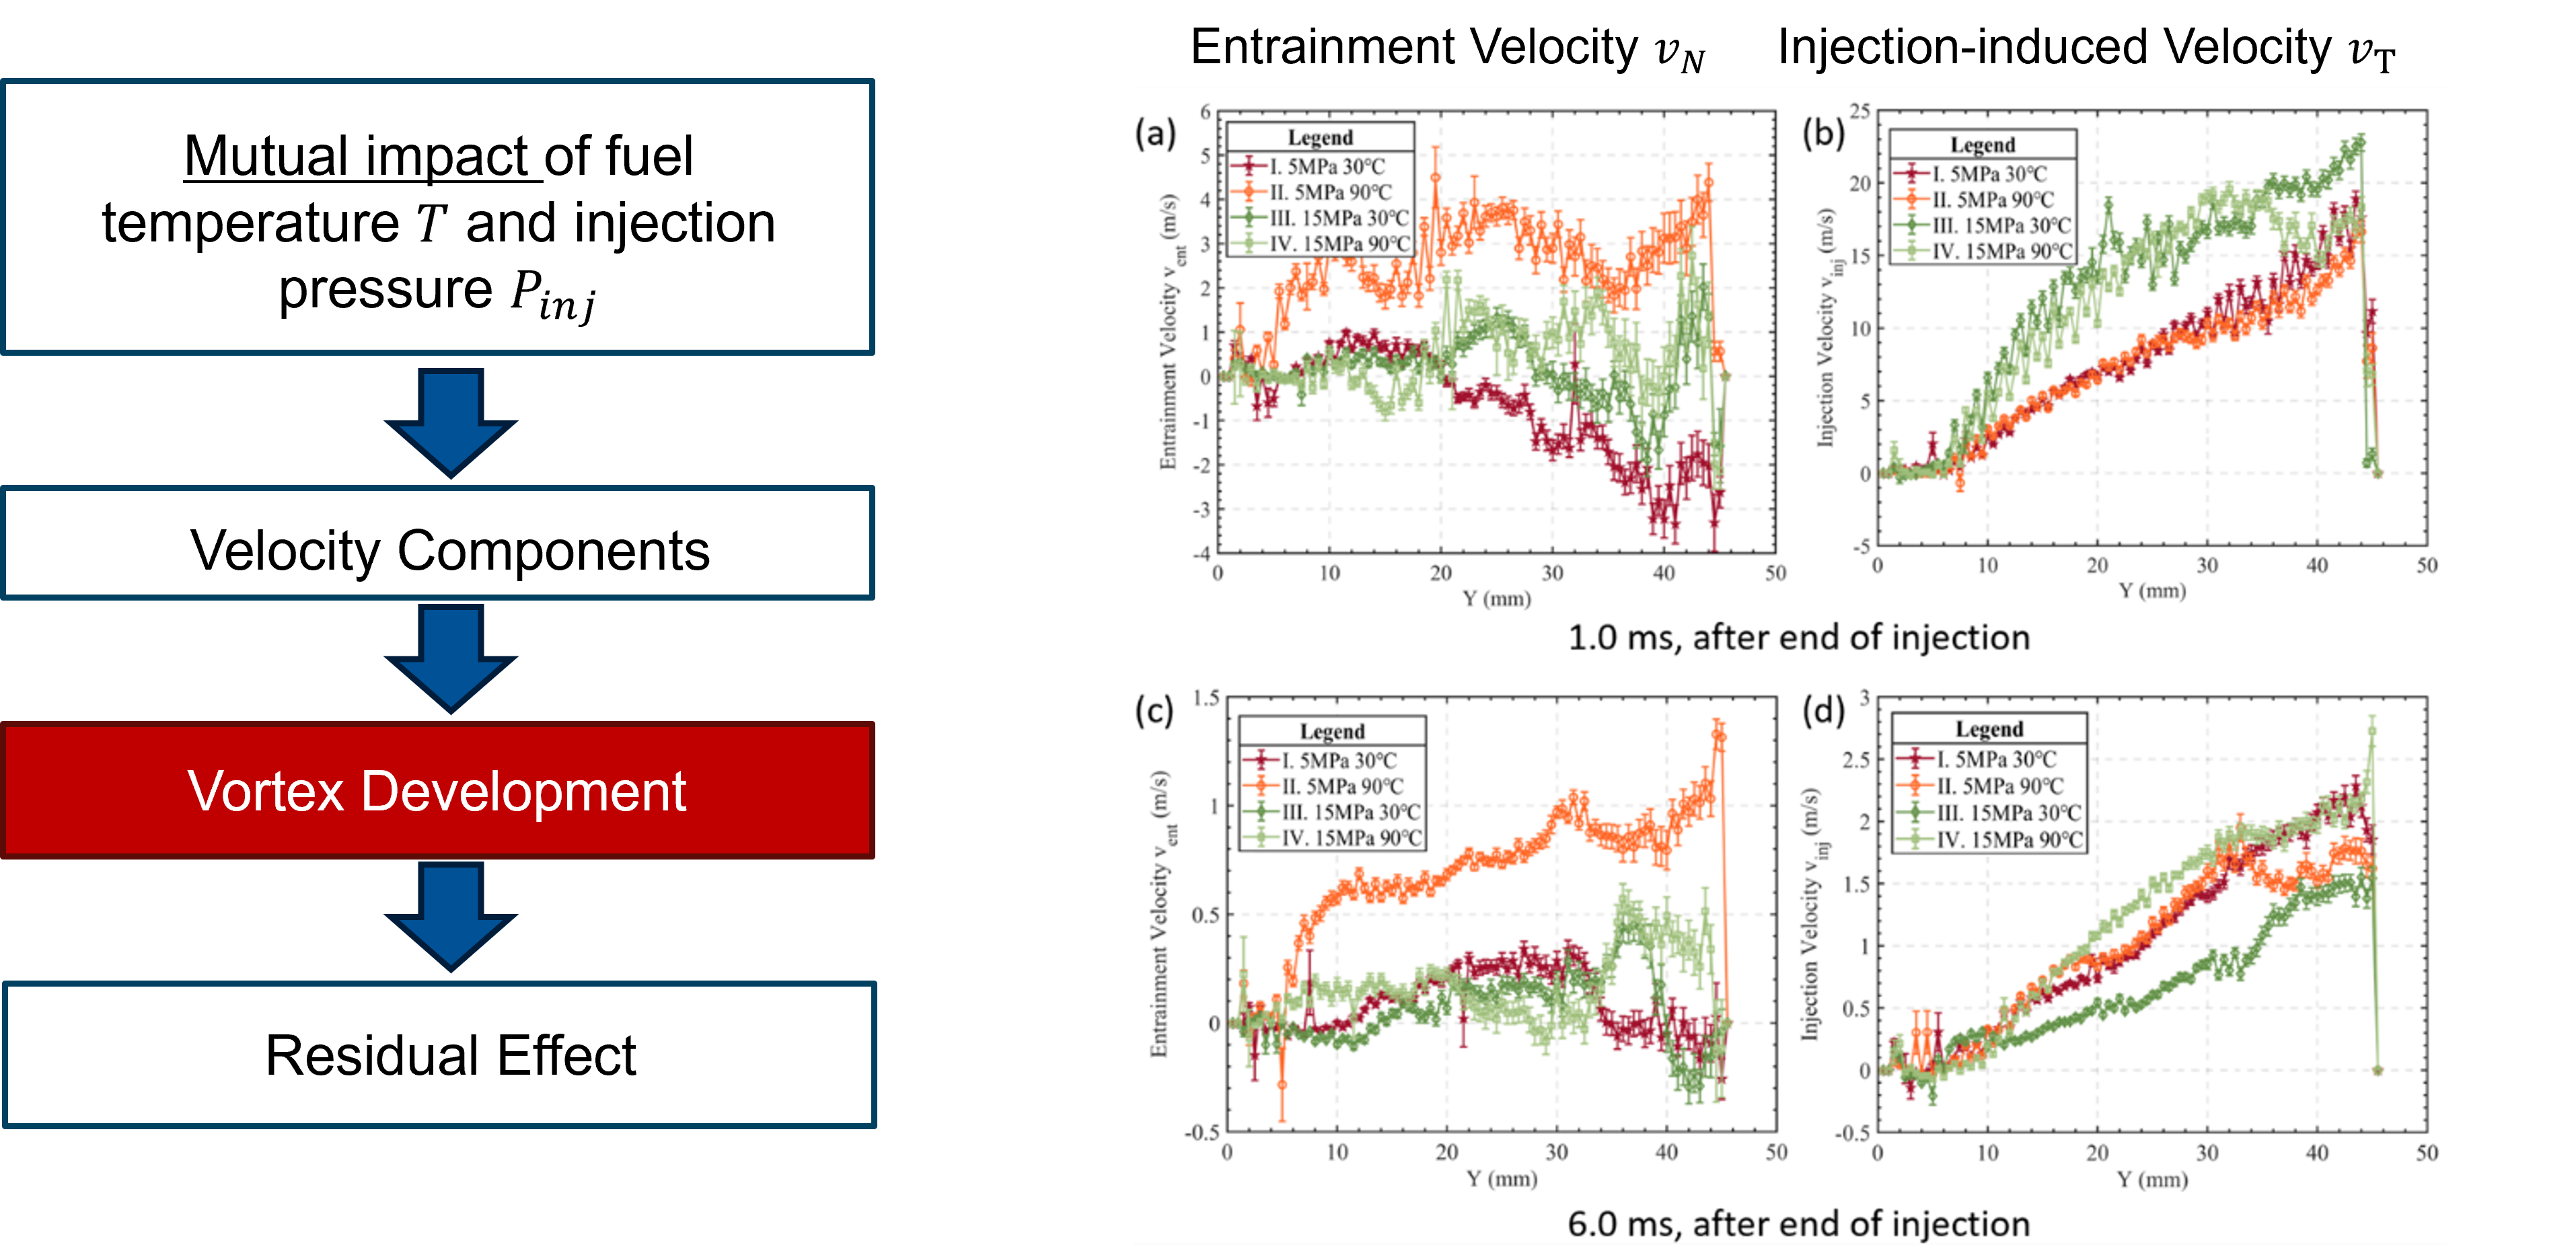 Mutual impact of fuel
temperature T and injection
pressure P_inj
Velocity Components
Vortex Development
Residual Effect
Entrainment Velocity v_N
Injection-induced Velocity v_T
(a)
Legend
I. 5MPa 30℃
II. 5MPa 90℃
III. 15MPa 30℃
IV. 15MPa 90℃
Entrainment Velocity v_ent (m/s)
6
5
4
3
2
1
0
-1
-2
-3
-4
0 10 20 30 40 50
Y (mm)
(b)
Legend
I. 5MPa 30℃
II. 5MPa 90℃
III. 15MPa 30℃
IV. 15MPa 90℃
Injection Velocity v_inj (m/s)
25
20
15
10
5
0
-5
0 10 20 30 40 50
Y (mm)
1.0 ms, after end of injection
(c)
Legend
I. 5MPa 30℃
II. 5MPa 90℃
III. 15MPa 30℃
IV. 15MPa 90℃
Entrainment Velocity v_ent (m/s)
1.5
1
0.5
0
-0.5
0 10 20 30 40 50
Y (mm)
(d)
Legend
I. 5MPa 30℃
II. 5MPa 90℃
III. 15MPa 30℃
IV. 15MPa 90℃
Injection Velocity v_inj (m/s)
3
2.5
2
1.5
1
0.5
0
-0.5
0 10 20 30 40 50
Y (mm)
6.0 ms, after end of injection